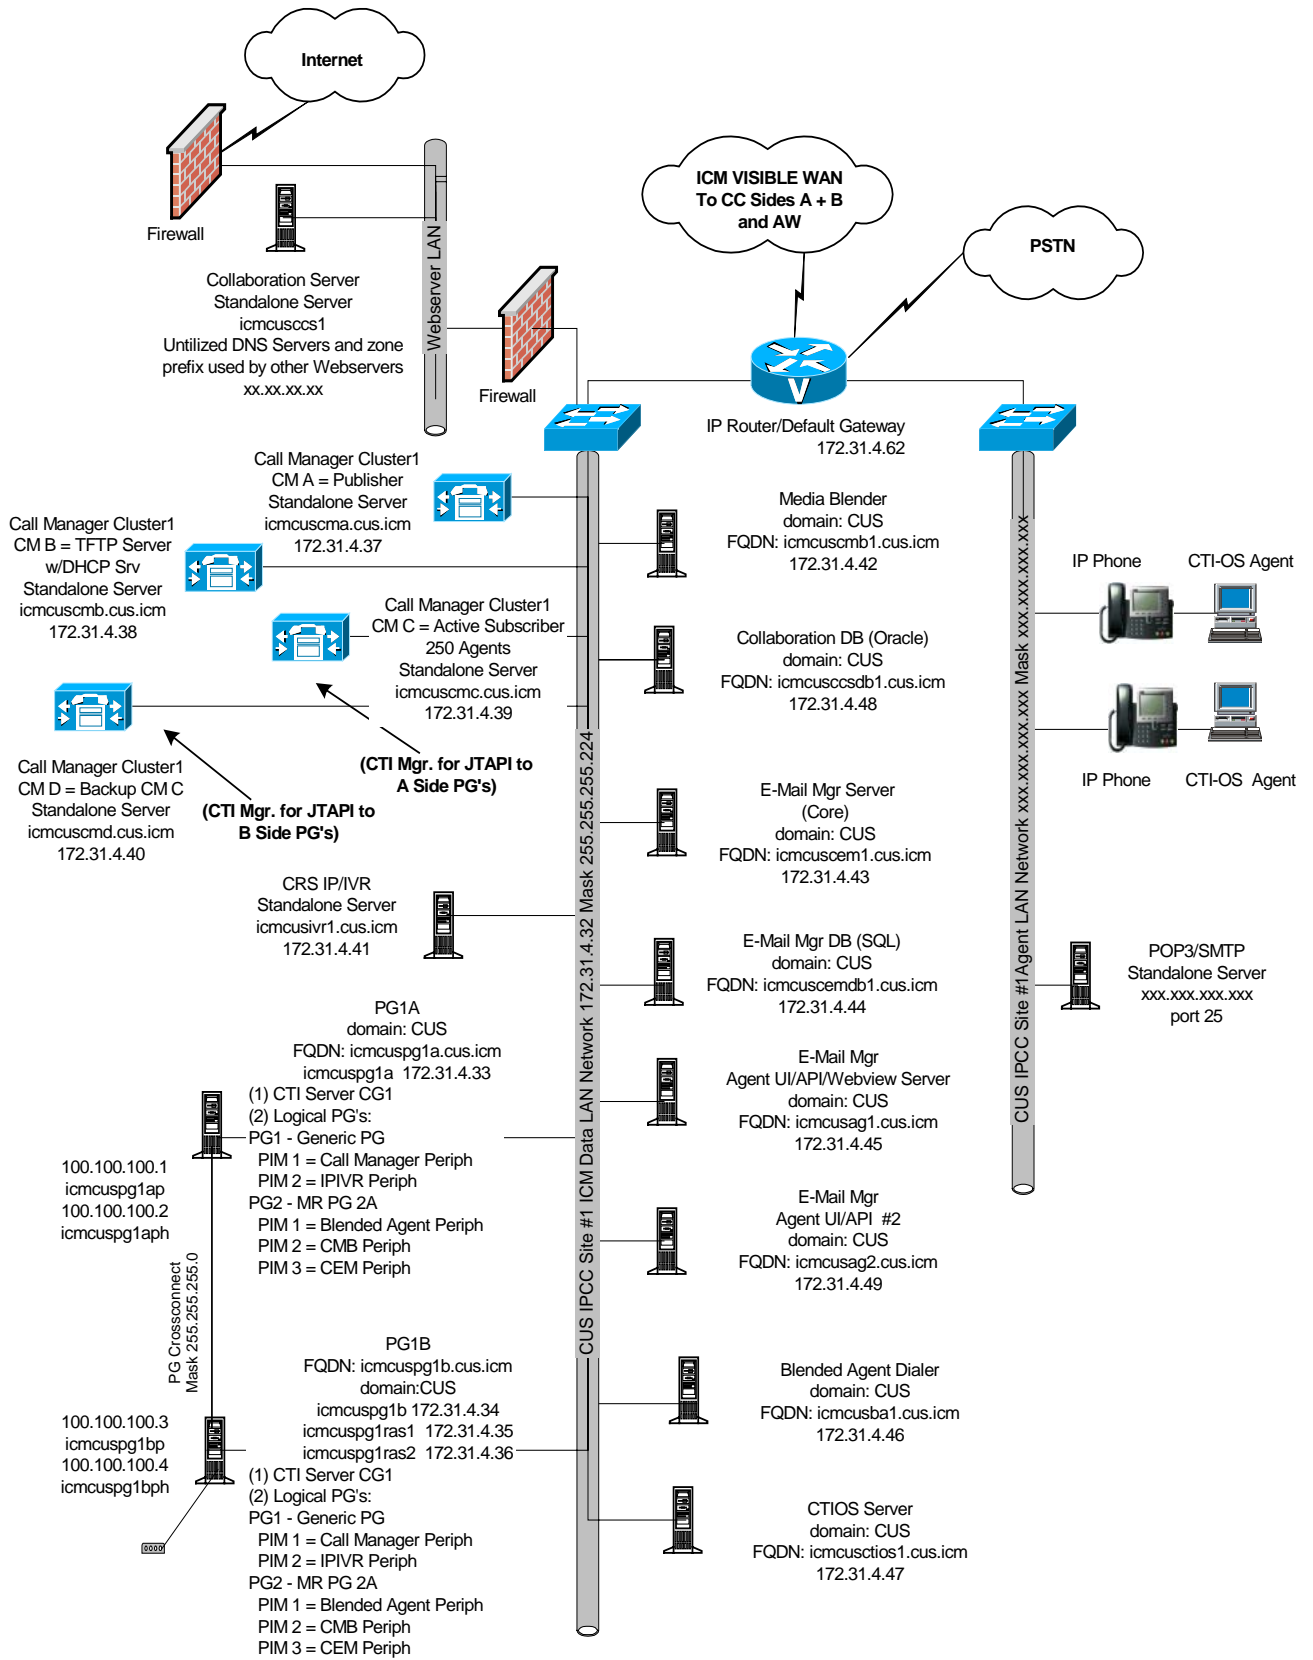 Internet
Firewall
Collaboration Server
Standalone Server
icmcusccs1
Untilized DNS Servers and zone
prefix used by other Webservers
xx.xx.xx.xx
Webserver LAN
Firewall
ICM VISIBLE WAN
To CC Sides A + B
and AW
PSTN
V
IP Router/Default Gateway
172.31.4.62
Call Manager Cluster1
CM A = Publisher
Standalone Server
icmcuscma.cus.icm
172.31.4.37
Call Manager Cluster1
CM B = TFTP Server
w/DHCP Srv
Standalone Server
icmcuscmb.cus.icm
172.31.4.38
Call Manager Cluster1
CM C = Active Subscriber
250 Agents
Standalone Server
icmcuscmc.cus.icm
172.31.4.39
(CTI Mgr. for JTAPI to
A Side PG's)
Call Manager Cluster1
CM D = Backup CM C
Standalone Server
icmcuscmd.cus.icm
172.31.4.40
(CTI Mgr. for JTAPI to
B Side PG's)
CRS IP/IVR
Standalone Server
icmcusivr1.cus.icm
172.31.4.41
PG1A
domain: CUS
FQDN: icmcuspg1a.cus.icm
icmcuspg1a 172.31.4.33
(1) CTI Server CG1
(2) Logical PG's:
PG1 - Generic PG
PIM 1 = Call Manager Periph
PIM 2 = IPIVR Periph
PG2 - MR PG 2A
PIM 1 = Blended Agent Periph
PIM 2 = CMB Periph
PIM 3 = CEM Periph
100.100.100.1
icmcuspg1ap
100.100.100.2
icmcuspg1aph
PG Crossconnect
Mask 255.255.255.0
100.100.100.3
icmcuspg1bp
100.100.100.4
icmcuspg1bph
PG1B
FQDN: icmcuspg1b.cus.icm
domain:CUS
icmcuspg1b 172.31.4.34
icmcuspg1ras1 172.31.4.35
icmcuspg1ras2 172.31.4.36
(1) CTI Server CG1
(2) Logical PG's:
PG1 - Generic PG
PIM 1 = Call Manager Periph
PIM 2 = IPIVR Periph
PG2 - MR PG 2A
PIM 1 = Blended Agent Periph
PIM 2 = CMB Periph
PIM 3 = CEM Periph
CUS IPCC Site #1 ICM Data LAN Network 172.31.4.32 Mask 255.255.255.224
Media Blender
domain: CUS
FQDN: icmcuscmb1.cus.icm
172.31.4.42
Collaboration DB (Oracle)
domain: CUS
FQDN: icmcusccsdb1.cus.icm
172.31.4.48
E-Mail Mgr Server
(Core)
domain: CUS
FQDN: icmcuscem1.cus.icm
172.31.4.43
E-Mail Mgr DB (SQL)
domain: CUS
FQDN: icmcuscemdb1.cus.icm
172.31.4.44
E-Mail Mgr
Agent UI/API/Webview Server
domain: CUS
FQDN: icmcusag1.cus.icm
172.31.4.45
E-Mail Mgr
Agent UI/API #2
domain: CUS
FQDN: icmcusag2.cus.icm
172.31.4.49
Blended Agent Dialer
domain: CUS
FQDN: icmcusba1.cus.icm
172.31.4.46
CTIOS Server
domain: CUS
FQDN: icmcusctios1.cus.icm
172.31.4.47
CUS IPCC Site #1Agent LAN Network xxx.xxx.xxx.xxx Mask xxx.xxx.xxx.xxx
IP Phone
CTI-OS Agent
IP Phone
CTI-OS Agent
POP3/SMTP
Standalone Server
xxx.xxx.xxx.xxx
port 25